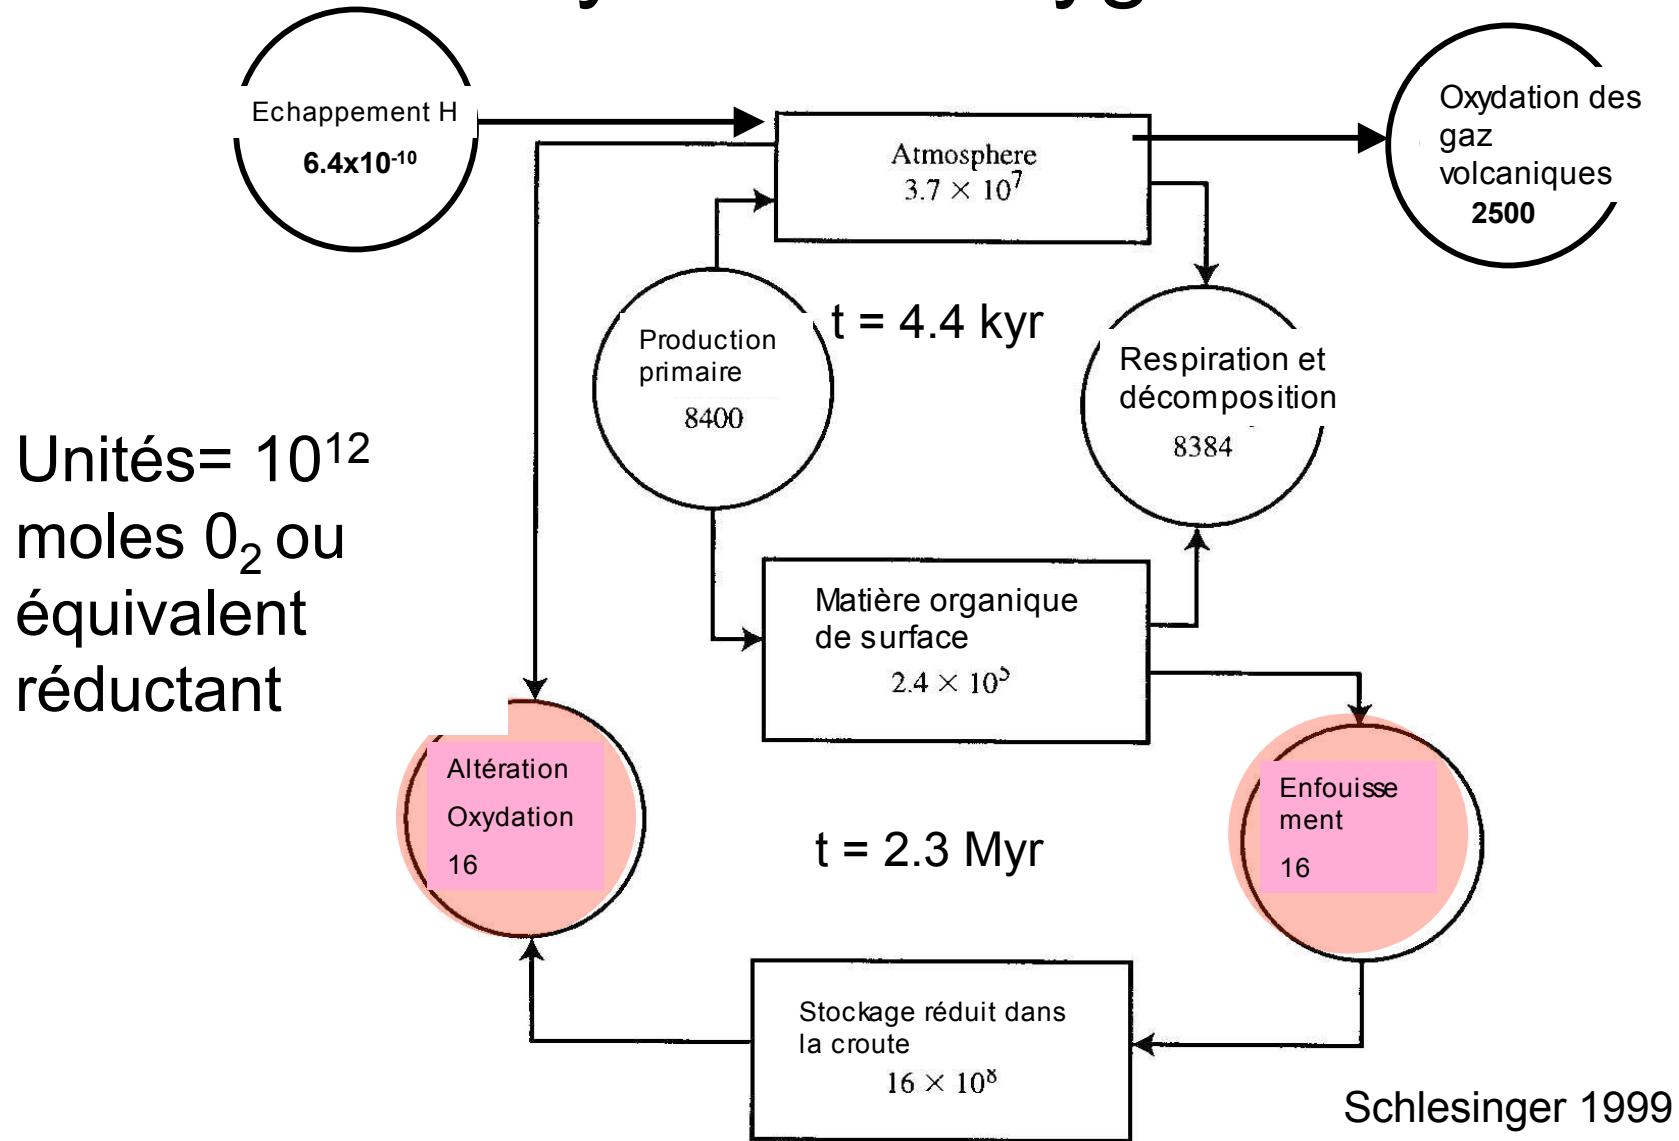 Echappement H
6.4x10⁻¹⁰
Atmosphere
3.7 × 10⁷
Oxydation des
gaz
volcaniques
2500
Production
primaire
8400
t = 4.4 kyr
Respiration et
décomposition
8384
Unités= 10¹²
moles 0₂ ou
équivalent
réductant
Matière organique
de surface
2.4 × 10⁵
Altération
Oxydation
16
t = 2.3 Myr
Enfouisse
ment
16
Stockage réduit dans
la croute
16 × 10⁸
Schlesinger 1999